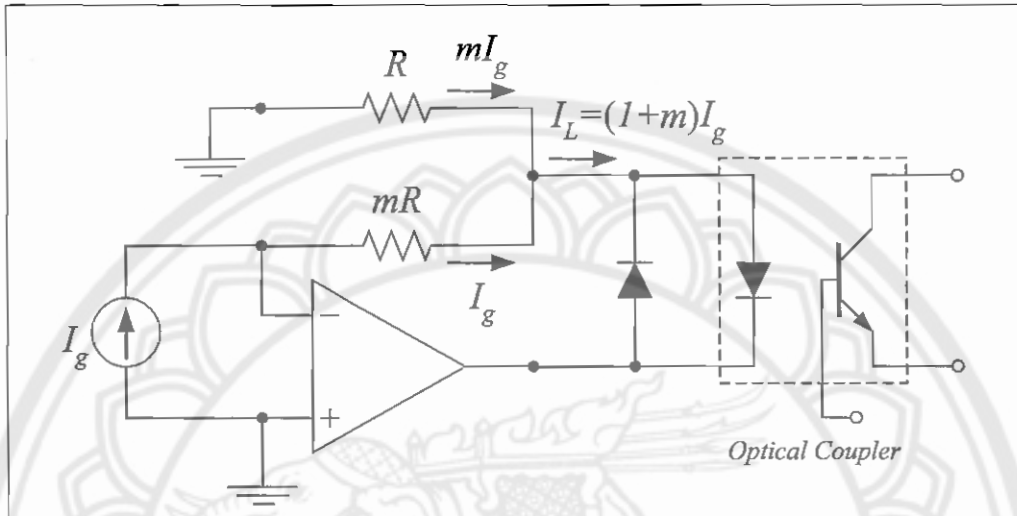 mI_g
R
I_L=(1+m)I_g
mR
I_g
−
I_g
+
Optical Coupler